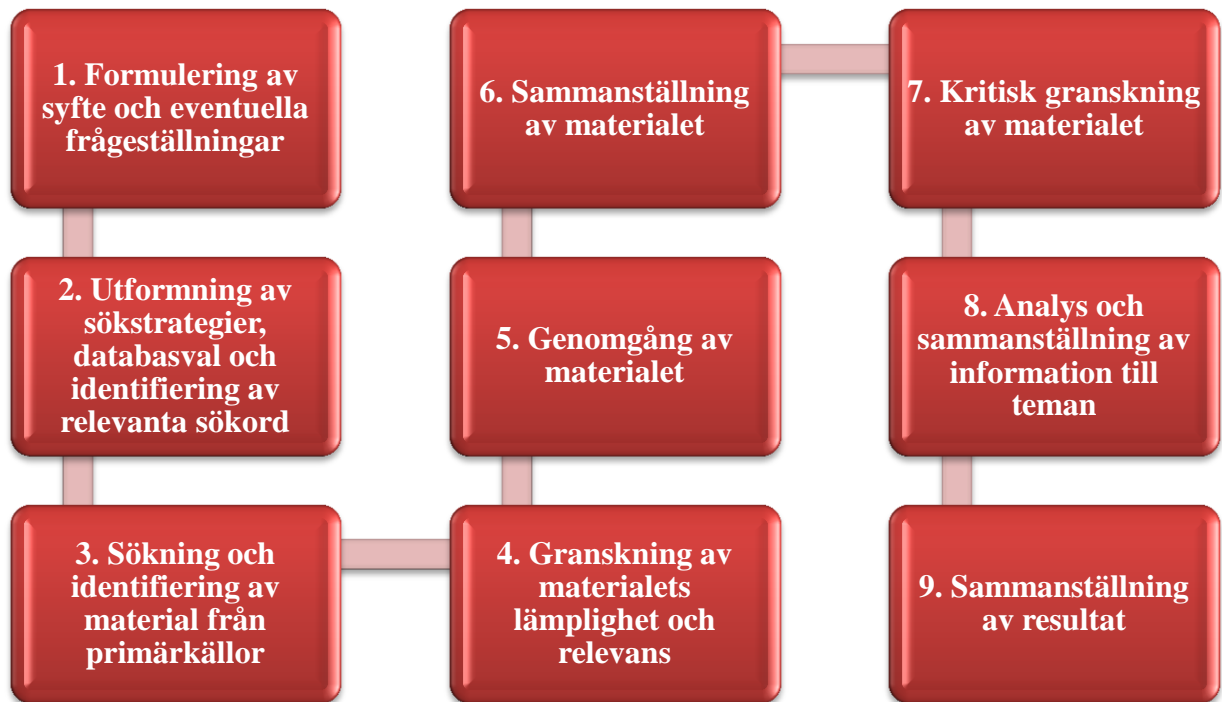 1. Formulering av
syfte och eventuella
frågeställningar
2. Utformning av
sökstrategier,
databasval och
identifiering av
relevanta sökord
3. Sökning och
identifiering av
material från
primärkällor
4. Granskning av
materialets
lämplighet och
relevans
5. Genomgång av
materialet
6. Sammanställning
av materialet
7. Kritisk granskning
av materialet
8. Analys och
sammanställning av
information till
teman
9. Sammanställning
av resultat